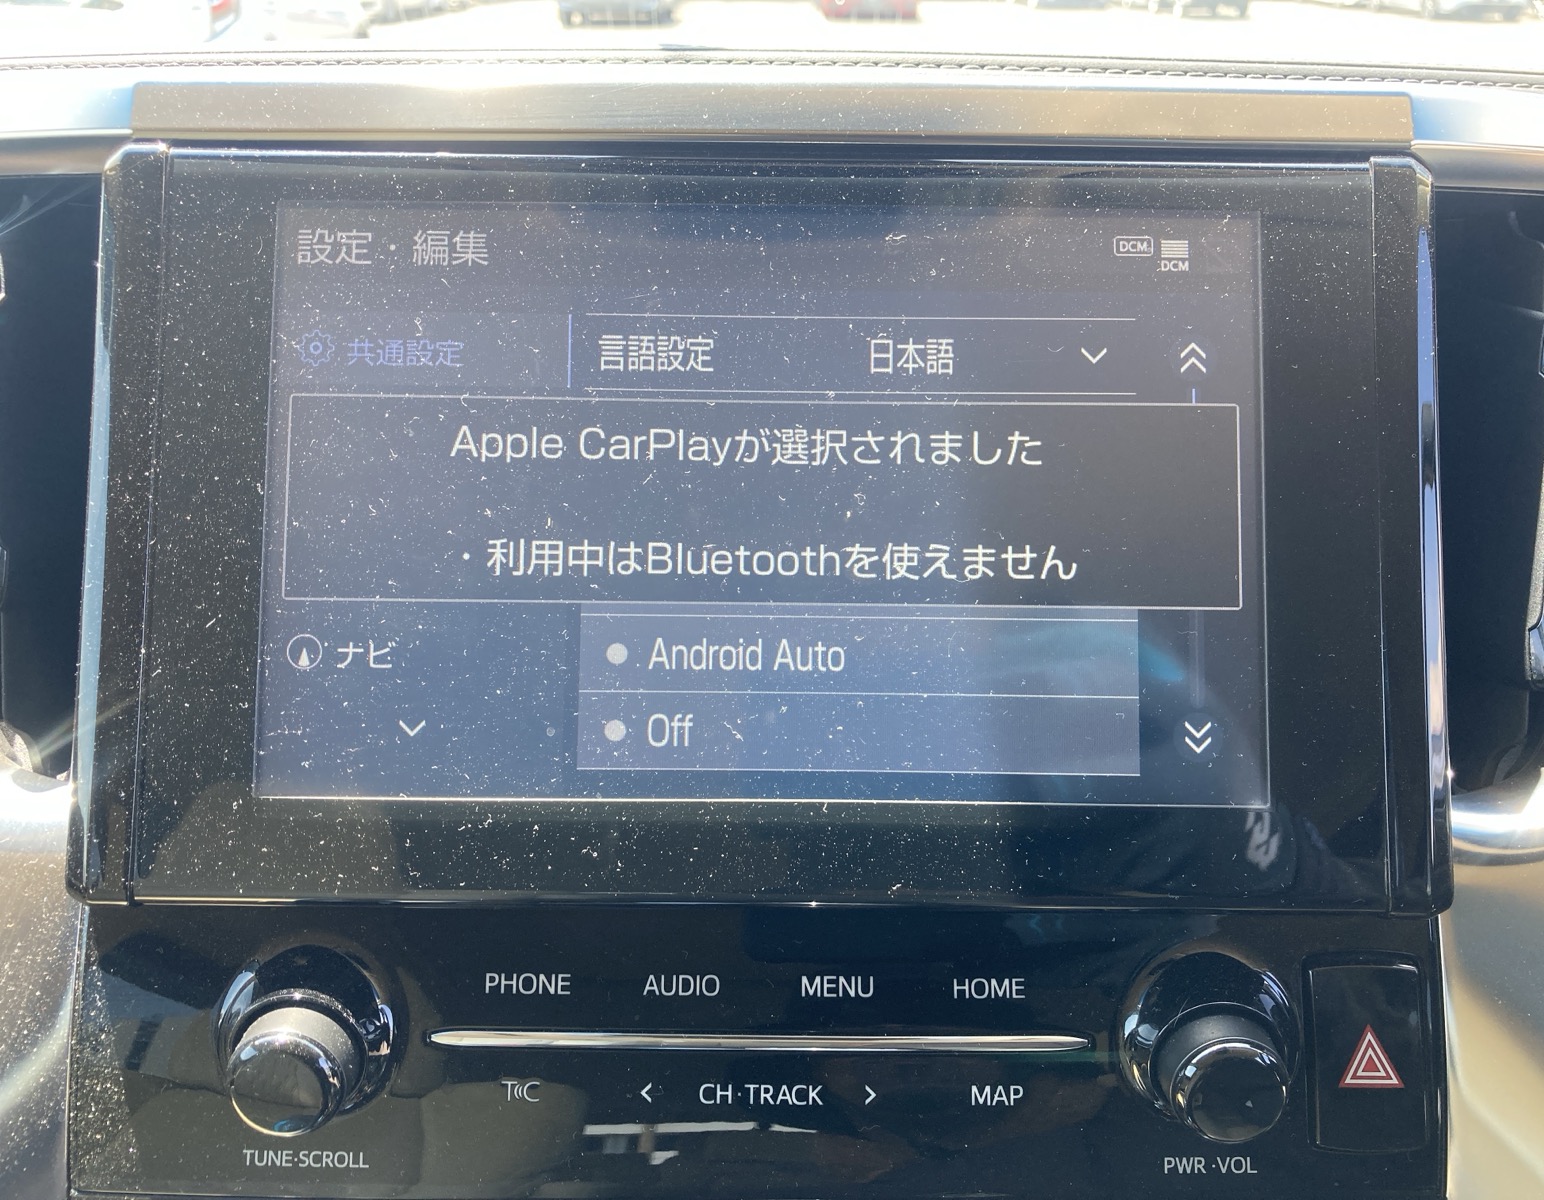 設定・編集
DCM
DCM
共通設定
言語設定 日本語
Apple CarPlayが選択されました
・利用中はBluetoothを使えません
ナビ
Android Auto
Off
PHONE AUDIO MENU HOME
T C < CH·TRACK > MAP
TUNE·SCROLL
PWR·VOL